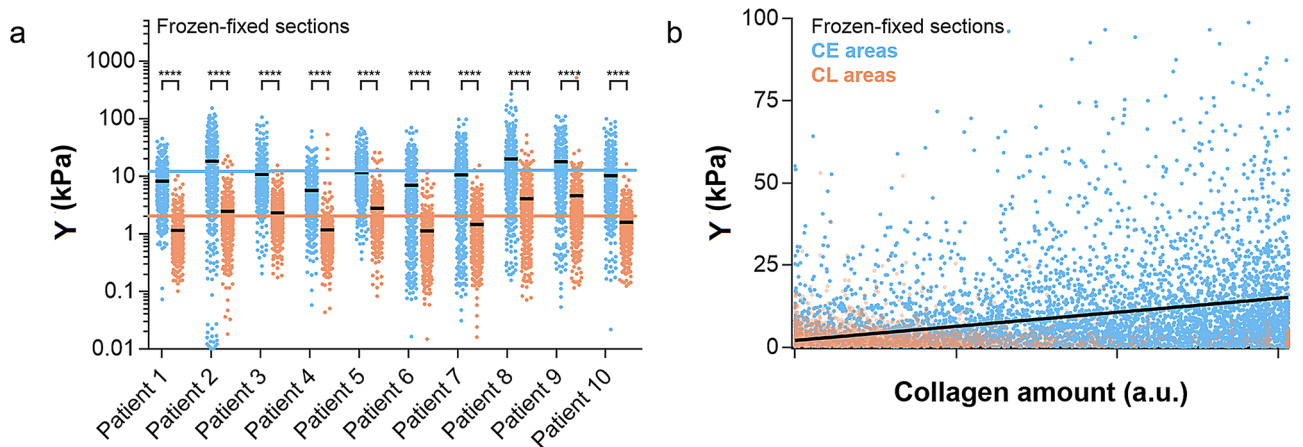 a
Frozen-fixed sections
Y (kPa)
1000
100
10
1
0.1
0.01
**** **** **** **** **** **** **** **** **** ****
Patient 1
Patient 2
Patient 3
Patient 4
Patient 5
Patient 6
Patient 7
Patient 8
Patient 9
Patient 10
b
Frozen-fixed sections
CE areas
CL areas
Y (kPa)
100
75
50
25
0
Collagen amount (a.u.)